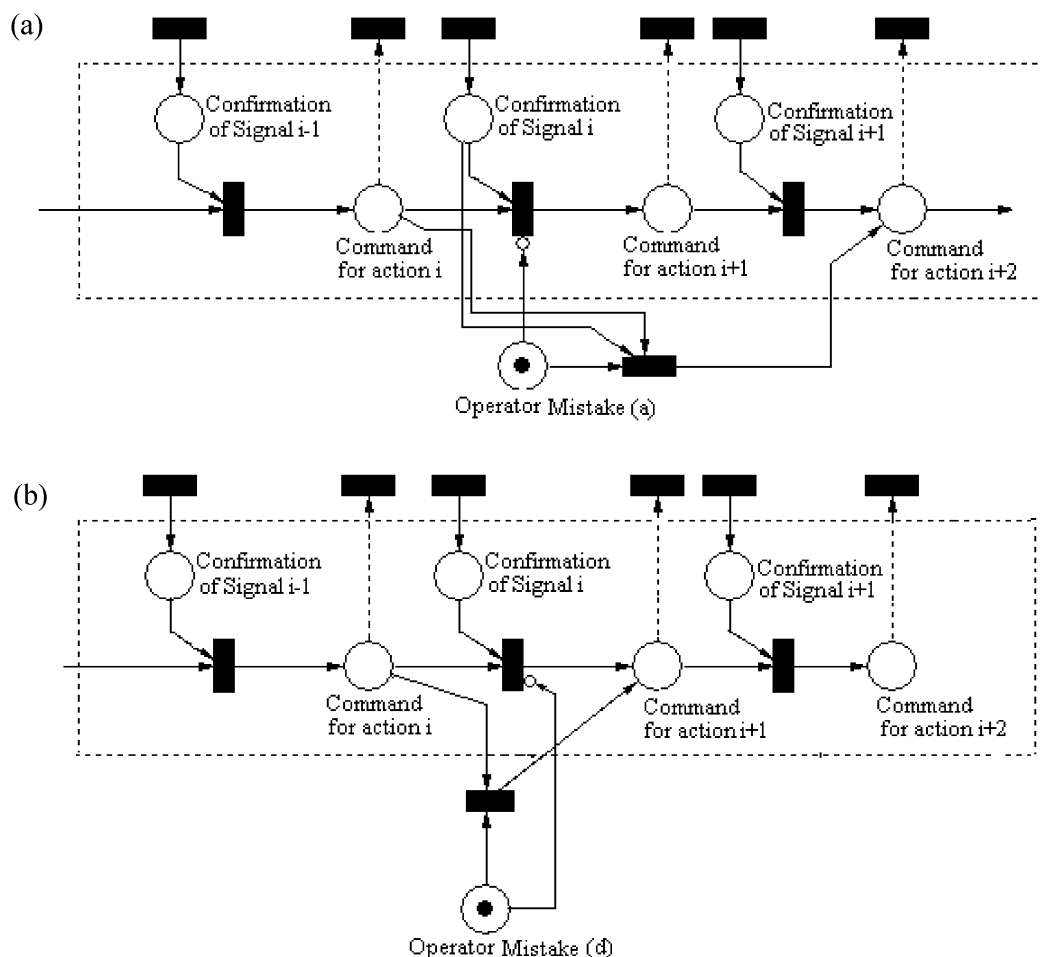 (a)
Confirmation
of Signal i-1
Confirmation
of Signal i
Confirmation
of Signal i+1
Command
for action i
Command
for action i+1
Command
for action i+2
Operator Mistake (a)
(b)
Confirmation
of Signal i-1
Confirmation
of Signal i
Confirmation
of Signal i+1
Command
for action i
Command
for action i+1
Command
for action i+2
Operator Mistake (d)